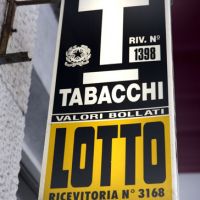 T
RIV. N°
1398
TABACCHI
VALORI BOLLATI
LOTTO
RICEVITORIA N° 3168